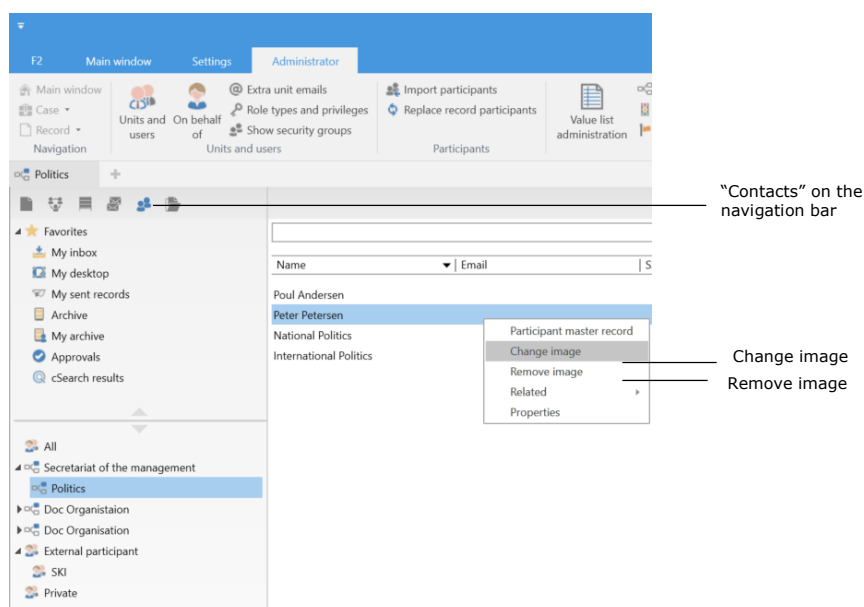 F2 Main window Settings Administrator
Main window
Case
Record
Navigation
Units and users
On behalf of
@ Extra unit emails
Role types and privileges
Show security groups
Units and users
Import participants
Replace record participants
Participants
Value list administration
Politics +
"Contacts" on the
navigation bar
Favorites
My inbox
My desktop
My sent records
Archive
My archive
Approvals
cSearch results
All
Secretariat of the management
Politics
Doc Organistaion
Doc Organisation
External participant
SKI
Private
Name Email S
Poul Andersen
Peter Petersen
National Politics
International Politics
Participant master record
Change image
Remove image
Related
Properties
Change image
Remove image